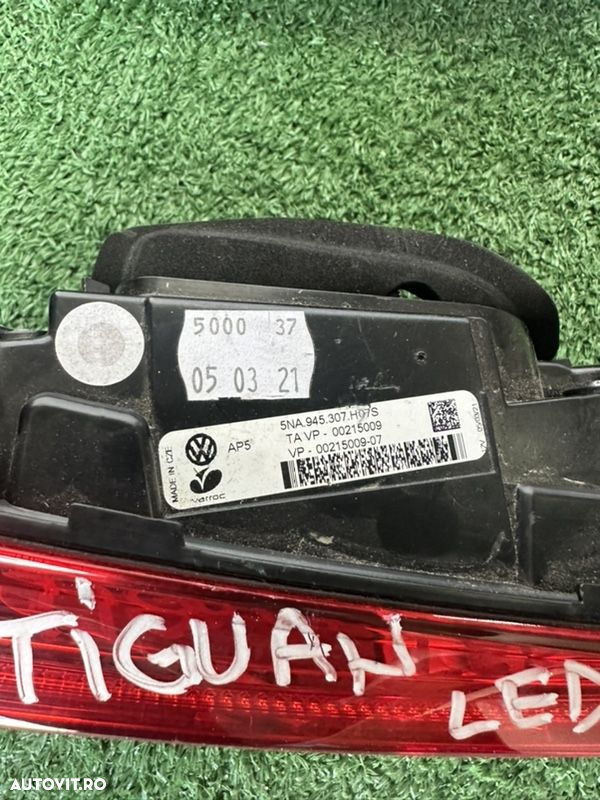 5000 37
05 03 21
MADE IN CZE
varroc
AP5
5NA.945.307.H07S
TA VP - 00215009
VP - 00215009-07
TIGUAN
LED
AUTOVIT.RO